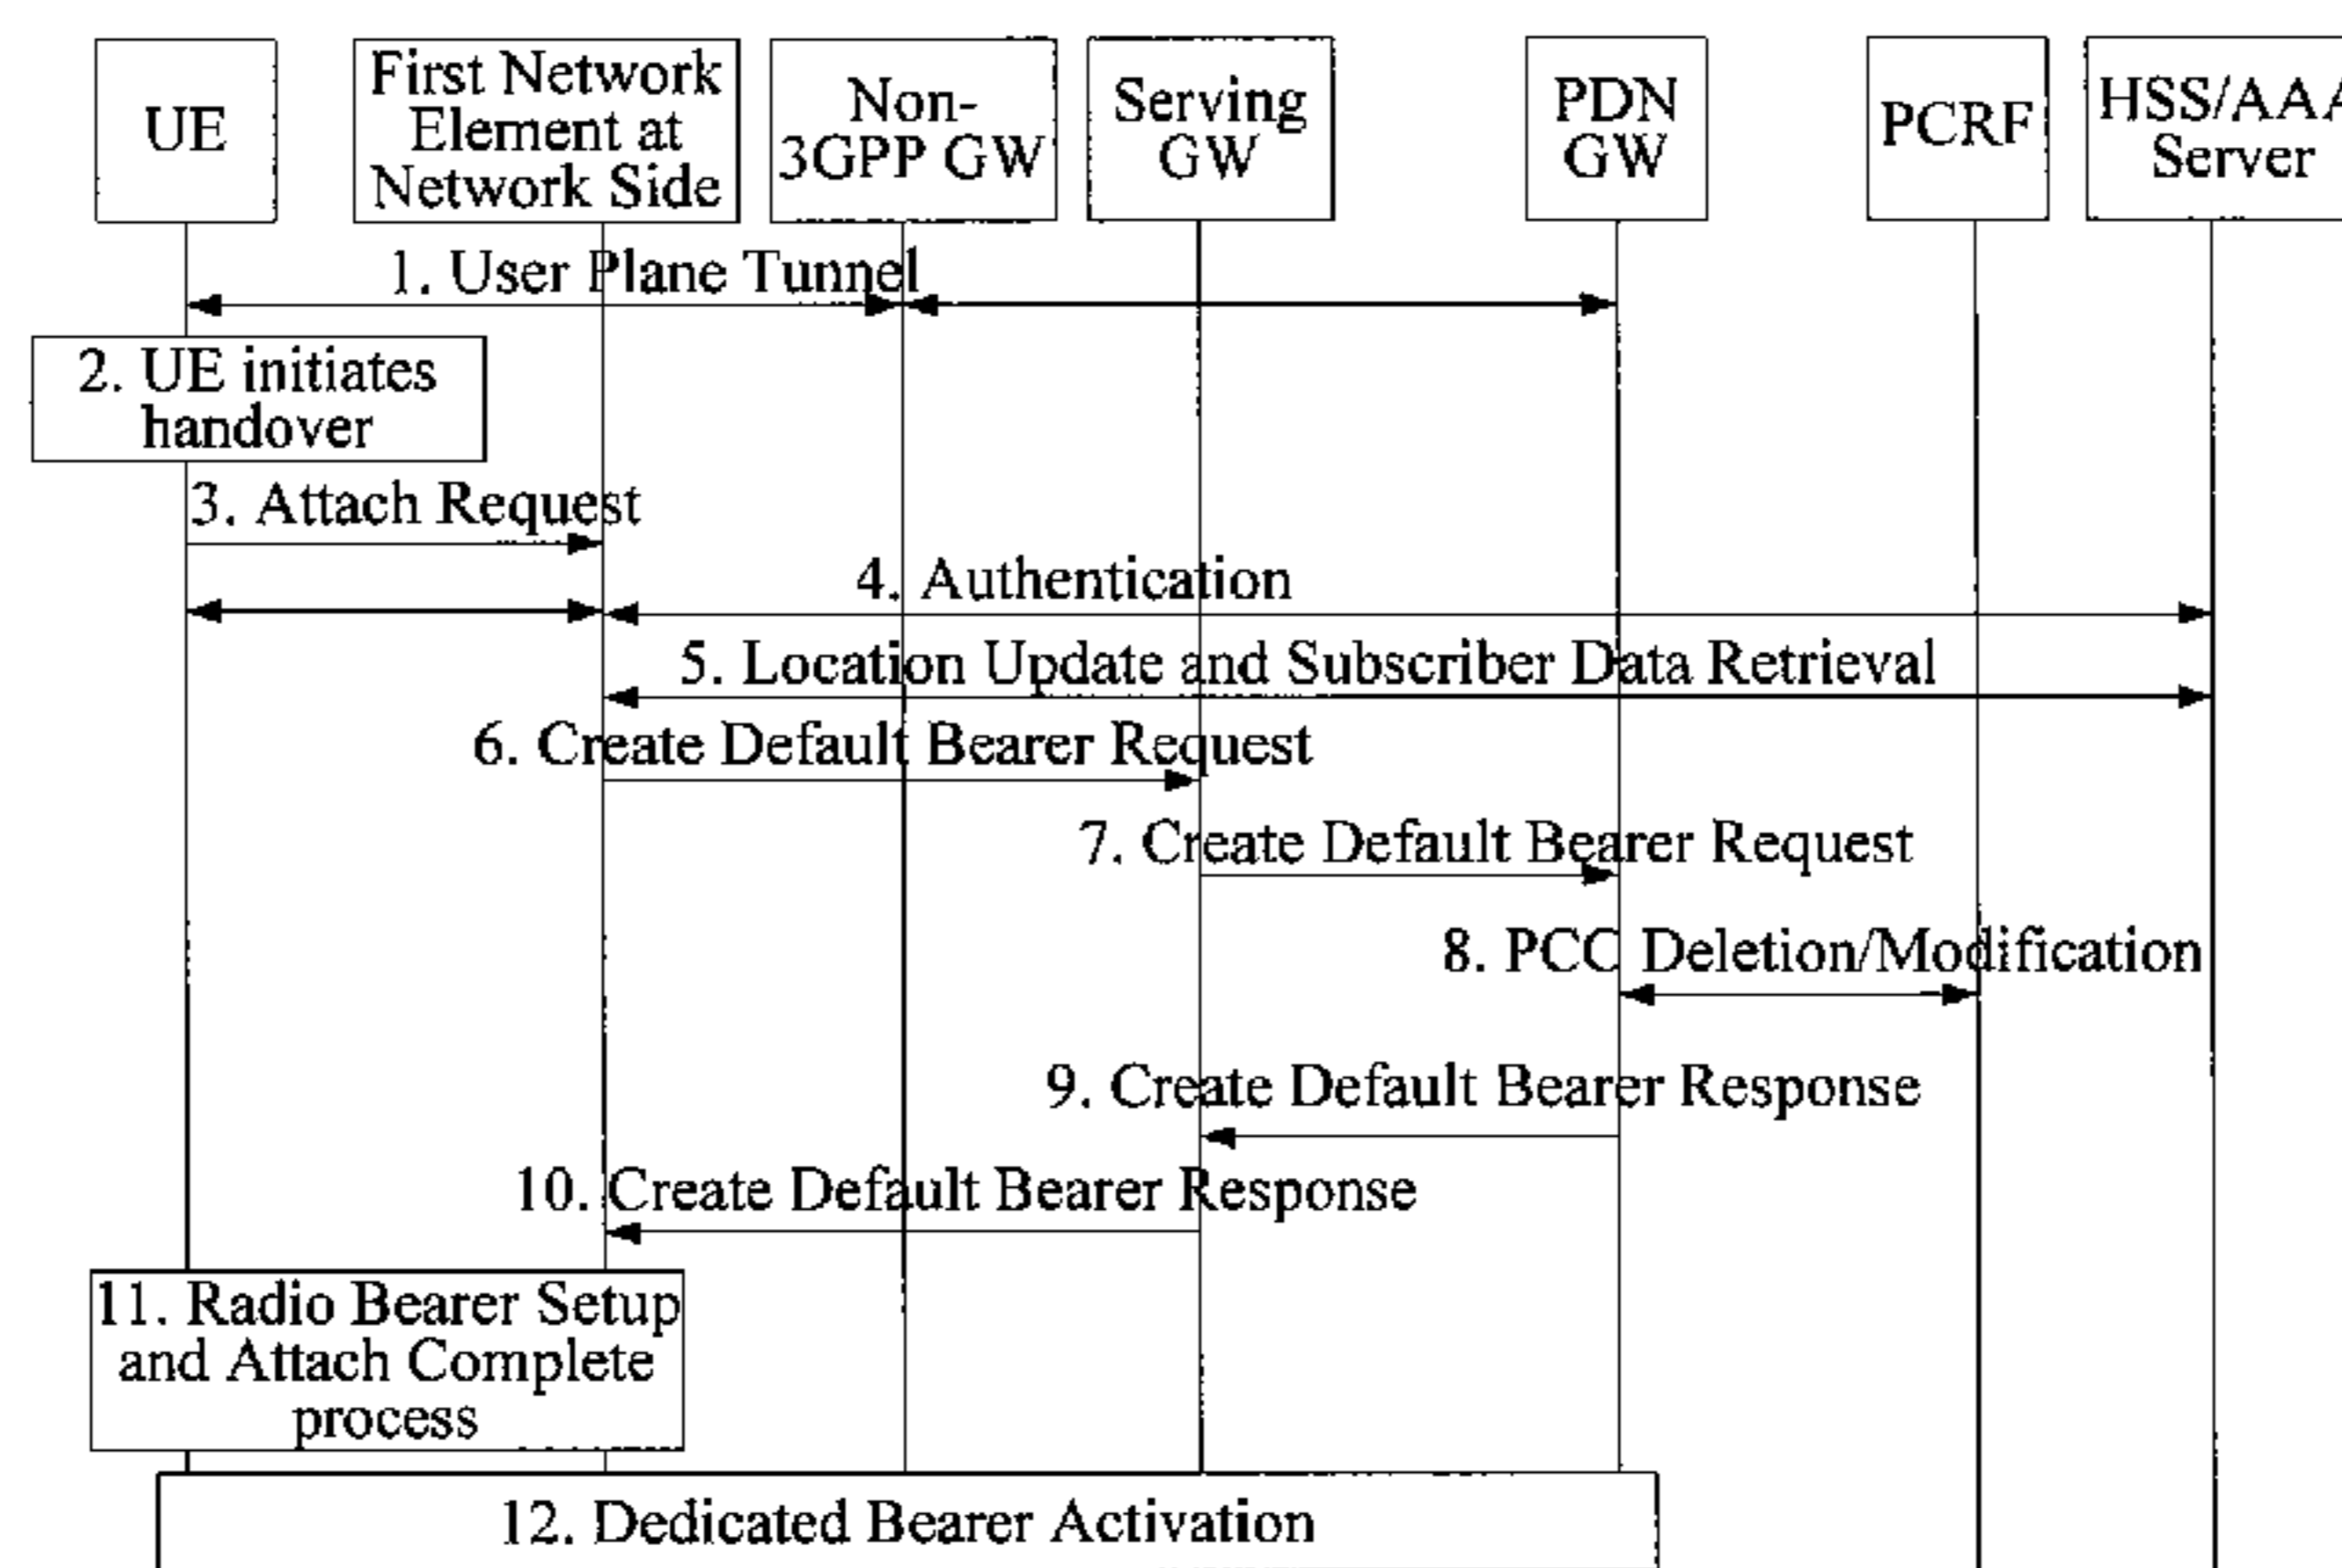 UE
First Network
Element at
Network Side
Non-
3GPP GW
Serving
GW
PDN
GW
PCRF
HSS/AAA
Server
1. User Plane Tunnel
2. UE initiates
handover
3. Attach Request
4. Authentication
5. Location Update and Subscriber Data Retrieval
6. Create Default Bearer Request
7. Create Default Bearer Request
8. PCC Deletion/Modification
9. Create Default Bearer Response
10. Create Default Bearer Response
11. Radio Bearer Setup
and Attach Complete
process
12. Dedicated Bearer Activation